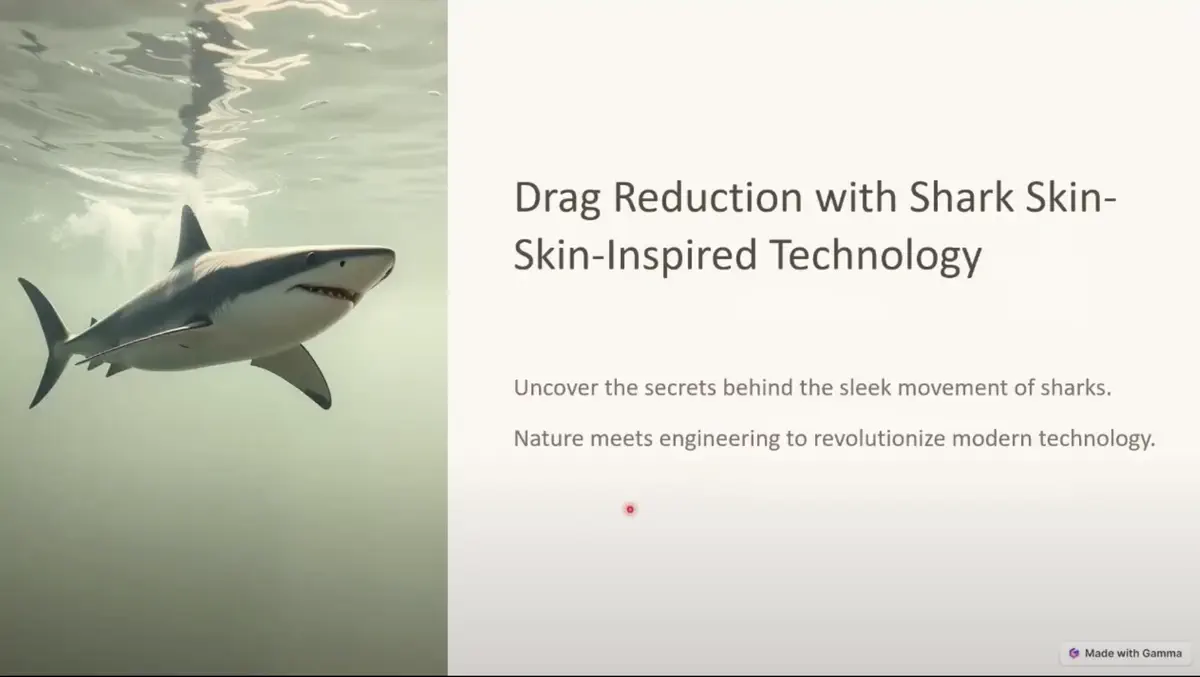 Drag Reduction with Shark Skin-
Skin-Inspired Technology
Uncover the secrets behind the sleek movement of sharks.
Nature meets engineering to revolutionize modern technology.
Made with Gamma